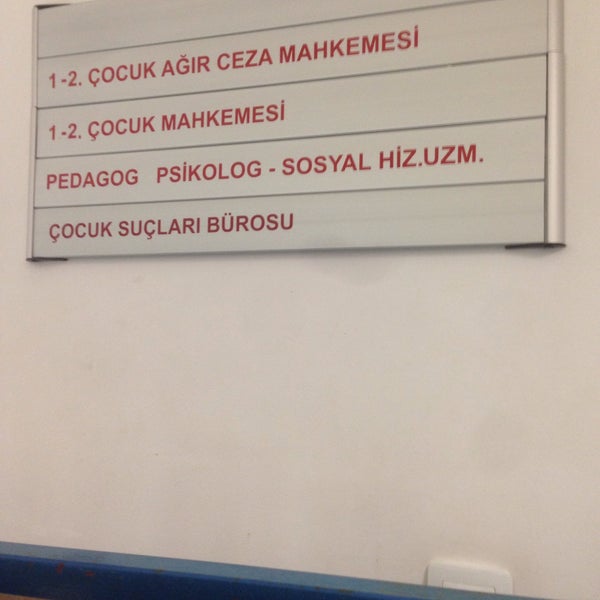 1-2. ÇOCUK AĞIR CEZA MAHKEMESİ
1-2. ÇOCUK MAHKEMESİ
PEDAGOG PSİKOLOG - SOSYAL HİZ.UZM.
ÇOCUK SUÇLARI BÜROSU